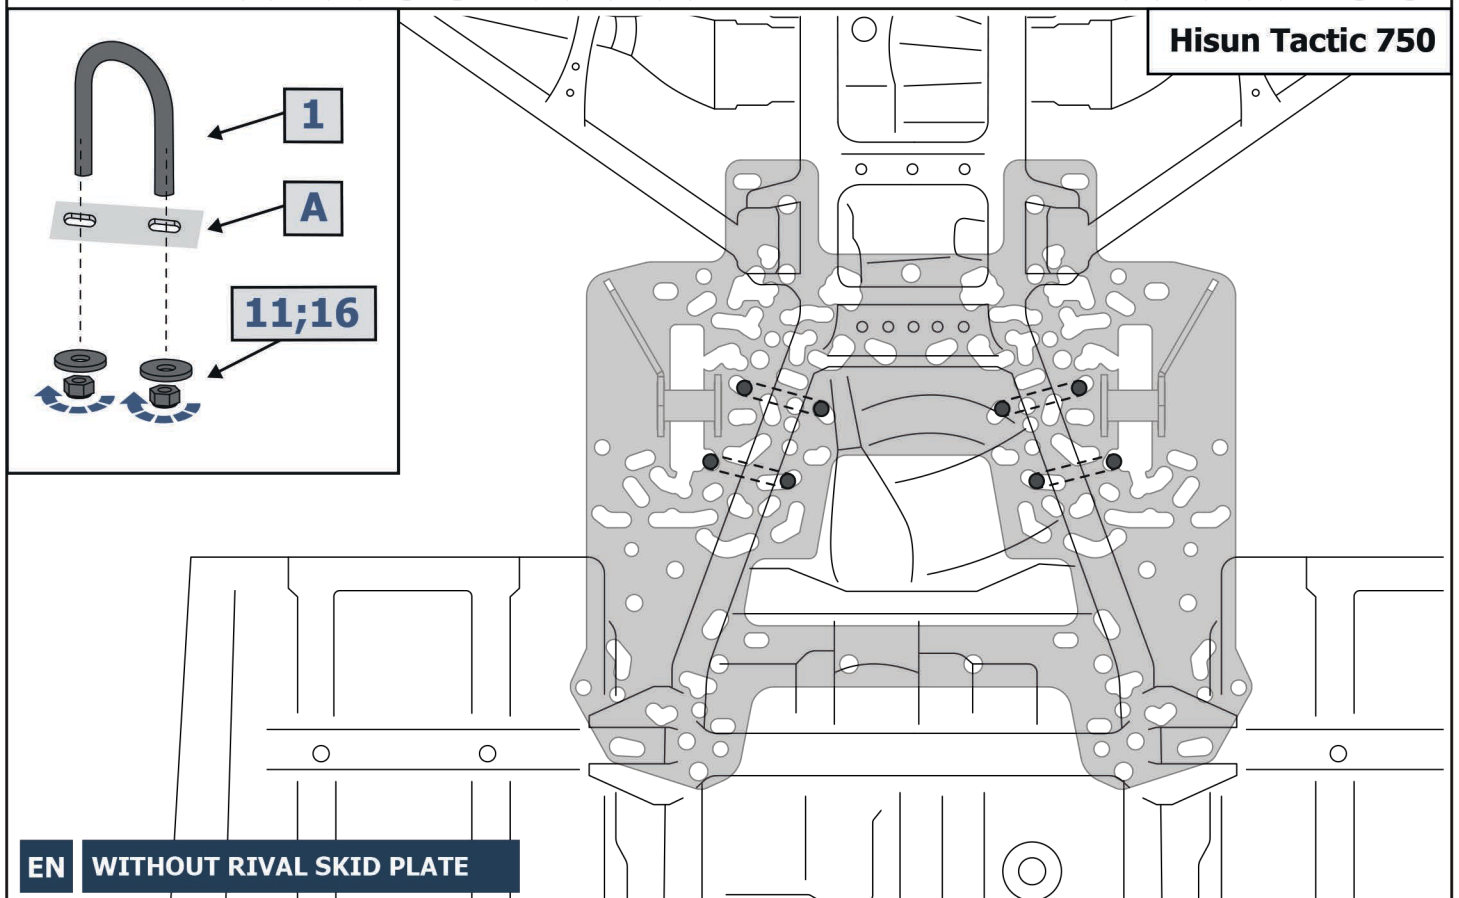 Hisun Tactic 750
1
A
11;16
EN WITHOUT RIVAL SKID PLATE